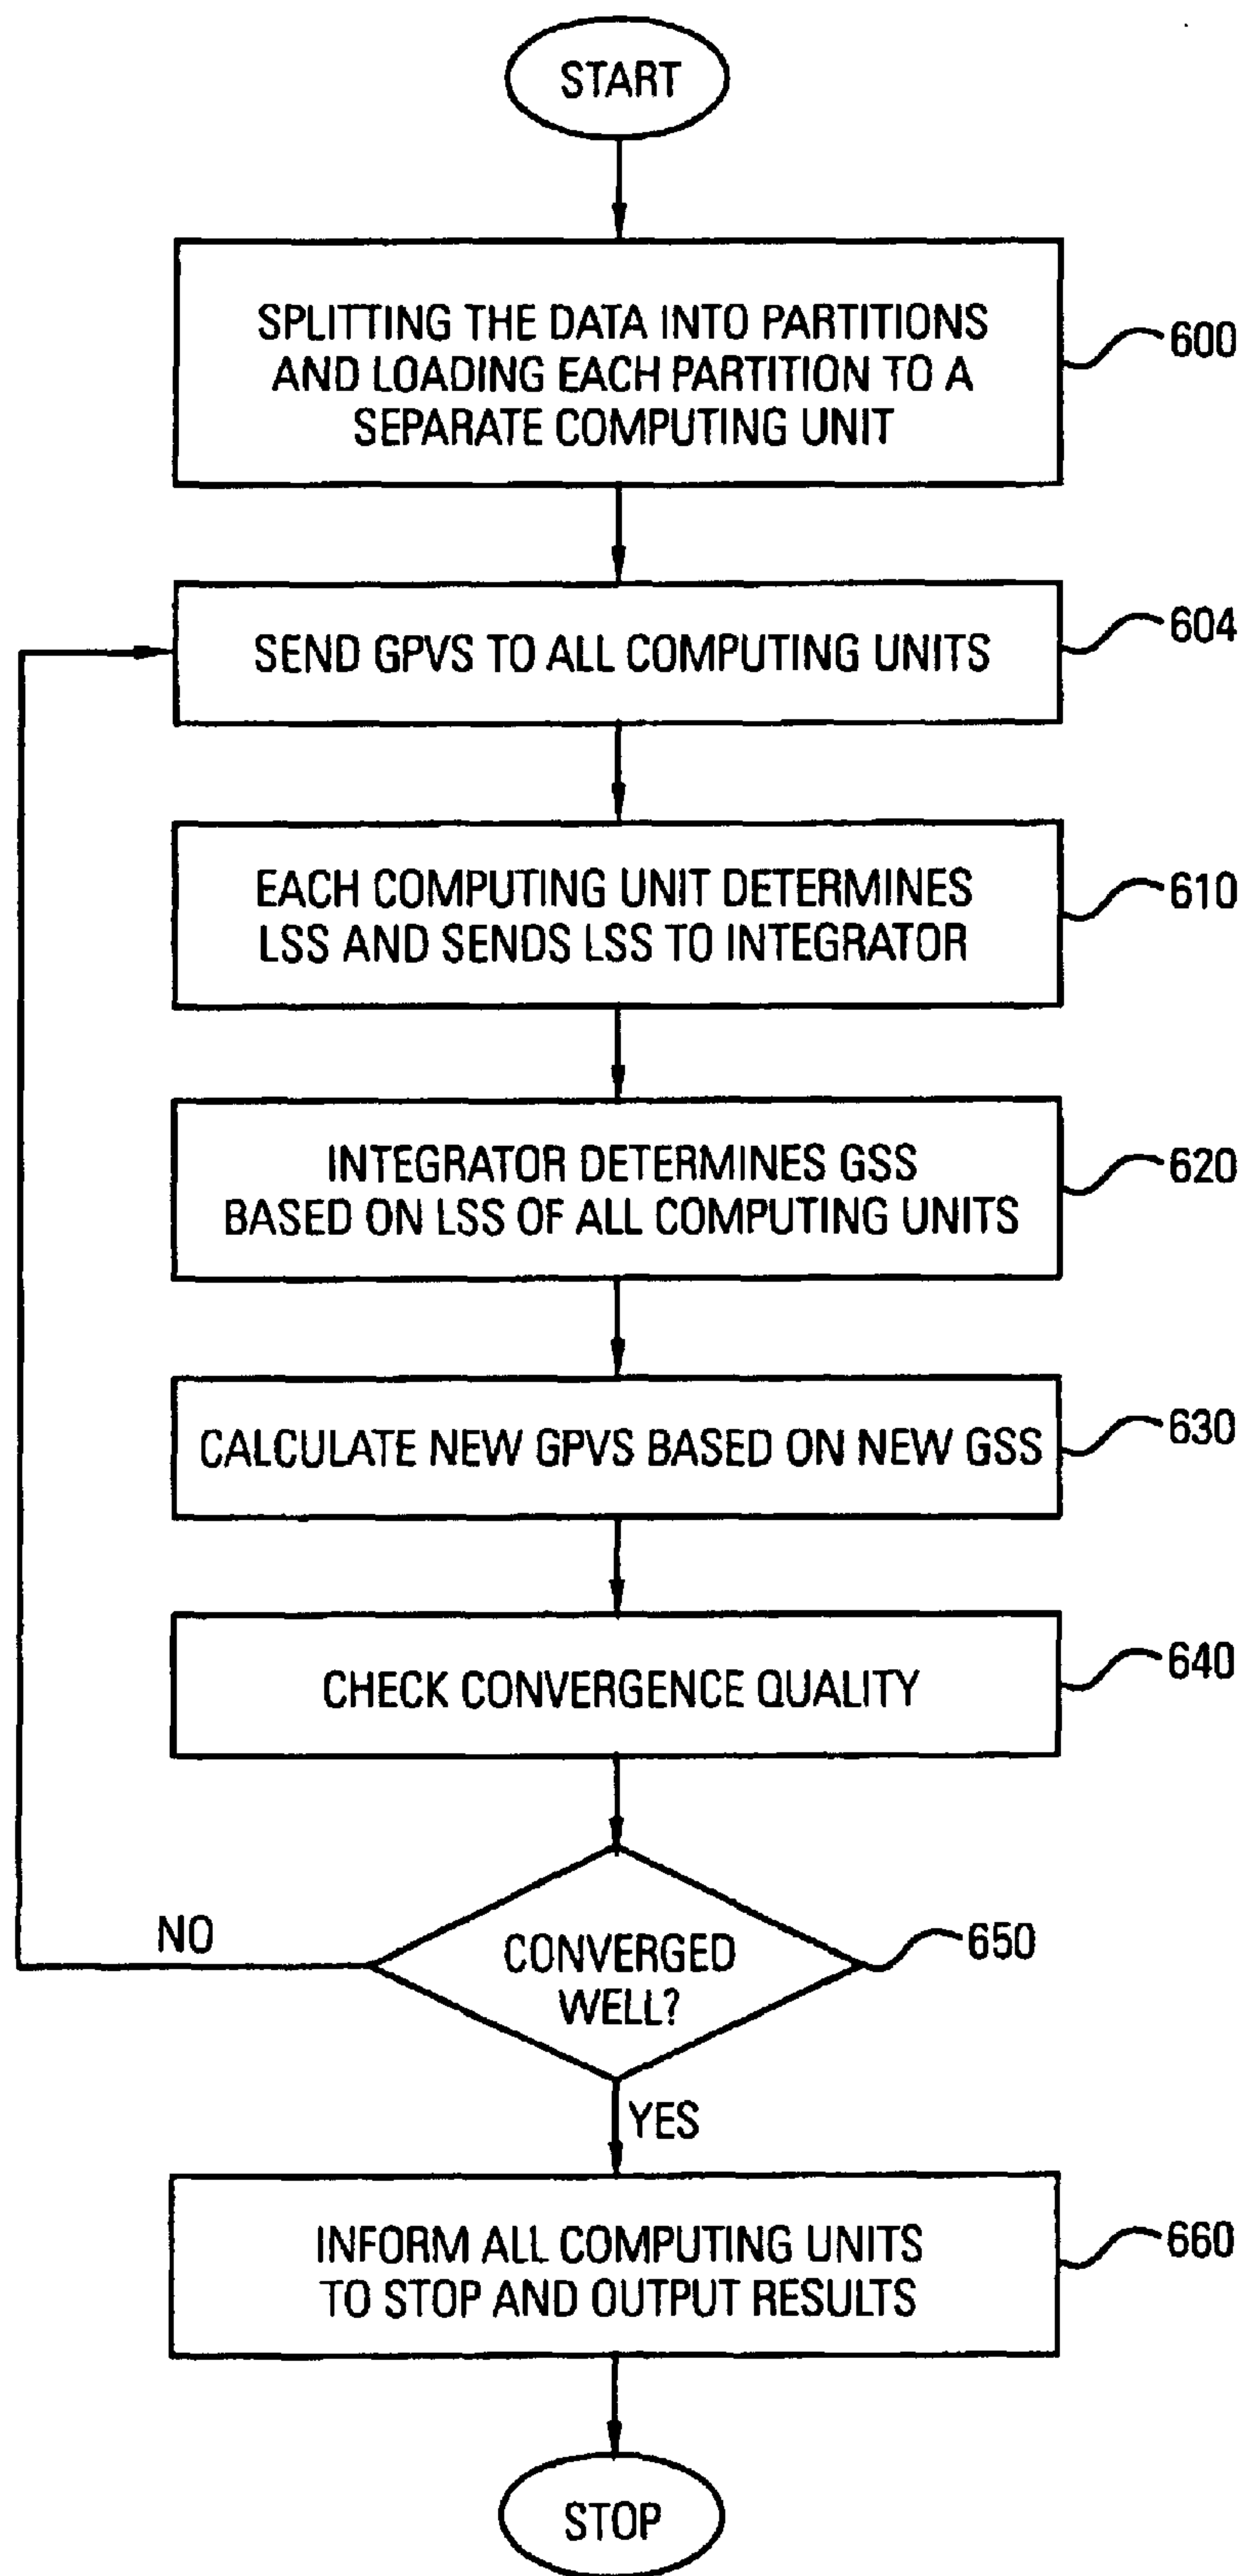 START
SPLITTING THE DATA INTO PARTITIONS
AND LOADING EACH PARTITION TO A
SEPARATE COMPUTING UNIT
600
SEND GPVS TO ALL COMPUTING UNITS
604
EACH COMPUTING UNIT DETERMINES
LSS AND SENDS LSS TO INTEGRATOR
610
INTEGRATOR DETERMINES GSS
BASED ON LSS OF ALL COMPUTING UNITS
620
CALCULATE NEW GPVS BASED ON NEW GSS
630
CHECK CONVERGENCE QUALITY
640
NO
CONVERGED
WELL?
650
YES
INFORM ALL COMPUTING UNITS
TO STOP AND OUTPUT RESULTS
660
STOP